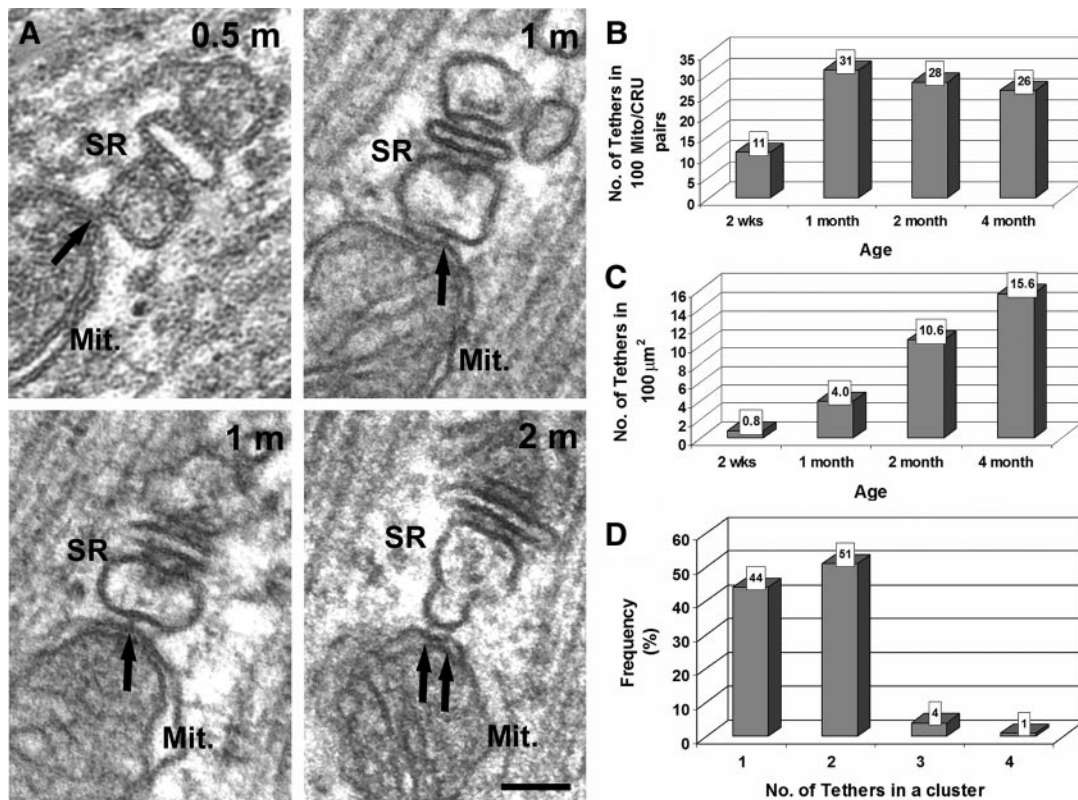 A
0.5 m
SR
Mit.
1 m
SR
Mit.
1 m
SR
Mit.
2 m
SR
Mit.
B
No. of Tethers in
100 Mito/CRU
pairs
35
30
25
20
15
10
5
0
11
31
28
26
2 wks
1 month
2 month
4 month
Age
C
No. of Tethers in
100 μm²
16
14
12
10
8
6
4
2
0
0.8
4.0
10.6
15.6
2 wks
1 month
2 month
4 month
Age
D
Frequency
(%)
60
50
40
30
20
10
0
44
51
4
1
1
2
3
4
No. of Tethers in a cluster